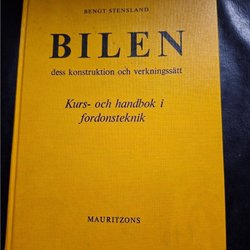 BENGT STENSLAND
BILEN
dess konstruktion och verkningssätt
Kurs- och handbok i
fordonsteknik
MAURITZONS